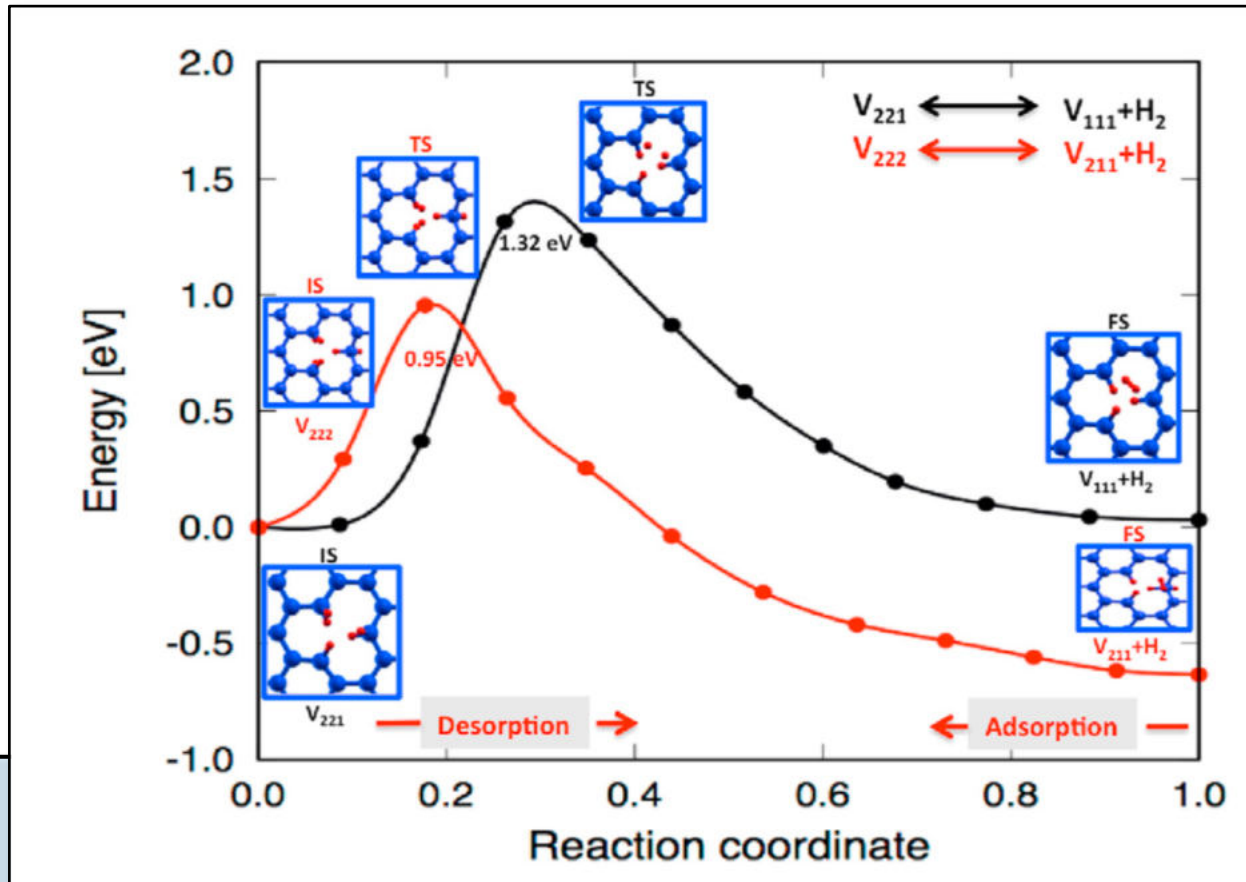 2.0
1.5
1.0
0.5
0.0
-0.5
-1.0
Energy [eV]
TS
V₂₂₁ V₁₁₁+H₂
V₂₂₂ V₂₁₁+H₂
TS
1.32 eV
IS
0.95 eV
V₂₂₂
FS
V₁₁₁+H₂
IS
V₂₂₁
FS
V₂₁₁+H₂
Desorption
Adsorption
0.0 0.2 0.4 0.6 0.8 1.0
Reaction coordinate